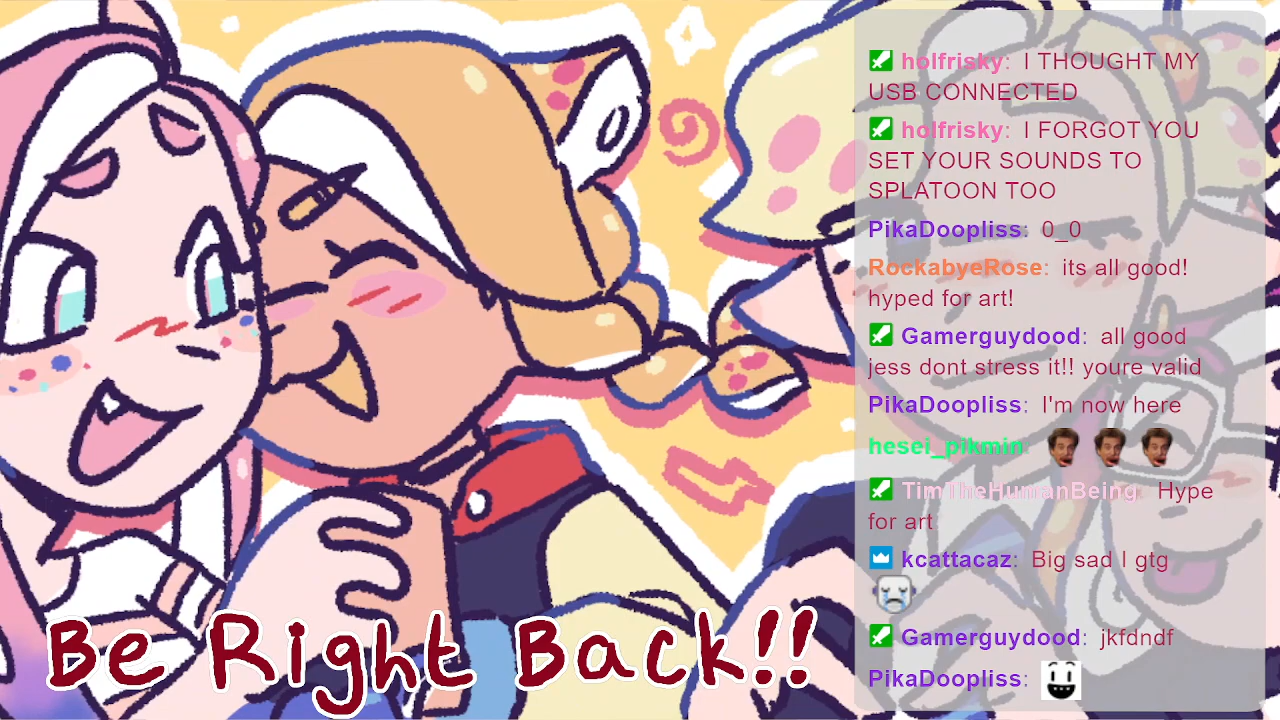 holfrisky: I THOUGHT MY
USB CONNECTED
holfrisky: I FORGOT YOU
SET YOUR SOUNDS TO
SPLATOON TOO
PikaDoopliss: 0_0
RockabyeRose: its all good!
hyped for art!
Gamerguydood: all good
jess dont stress it!! youre valid
PikaDoopliss: I'm now here
hesei_pikmin:
TimTheHumanBeing: Hype
for art
kcattacaz: Big sad I gtg
Gamerguydood: jkfdndf
PikaDoopliss:
Be Right Back!!